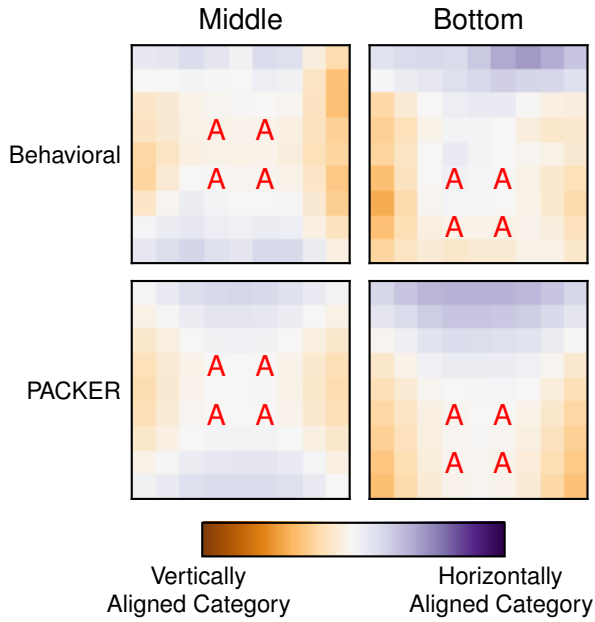 Middle Bottom
Behavioral
A A A A
A A A A
A A
A A
PACKER
A A
A A A A
A A
Vertically
Aligned Category
Horizontally
Aligned Category